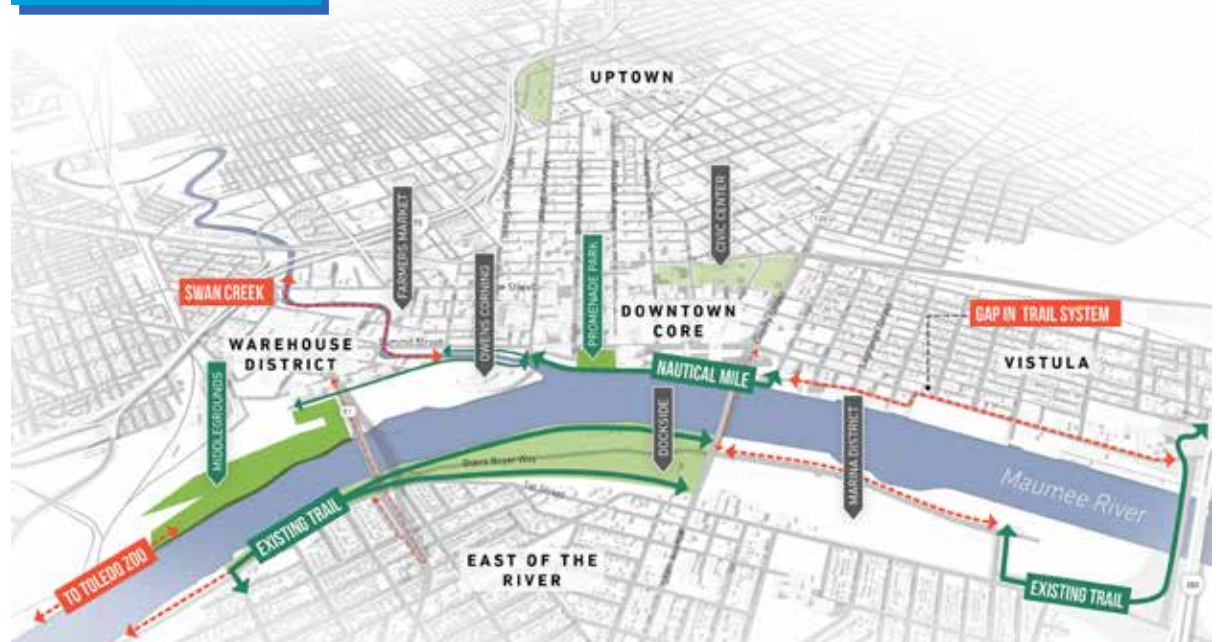 UPTOWN
FARMERS MARKET
CIVIC CENTER
SWAN CREEK
OWENS CORNING
PROMENADE PARK
DOWNTOWN
CORE
GAP IN TRAIL SYSTEM
WAREHOUSE
DISTRICT
Summit Street
VISTULA
NAUTICAL MILE
MIDDLEGROUNDS
DOCKSIDE
MARINA DISTRICT
Maumee River
EXISTING TRAIL
TO TOLEDO ZOO
EAST OF THE
RIVER
EXISTING TRAIL